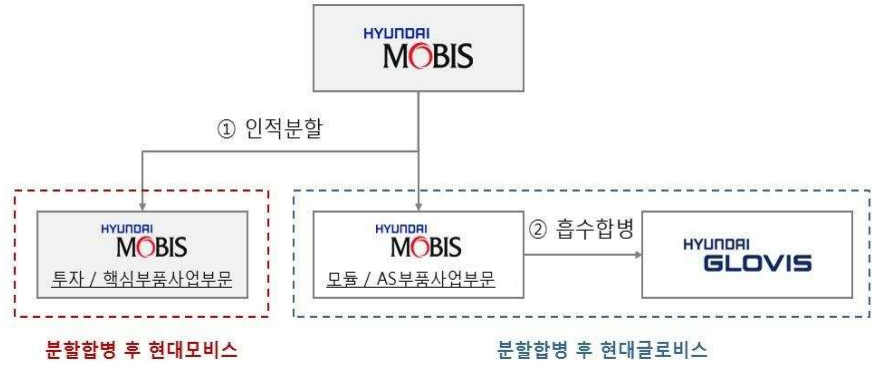 HYUNDAI
MOBIS
① 인적분할
HYUNDAI
MOBIS
투자 / 핵심부품사업부문
HYUNDAI
MOBIS
모듈 / AS부품사업부문
② 흡수합병
HYUNDAI
GLOVIS
분할합병 후 현대모비스
분할합병 후 현대글로비스